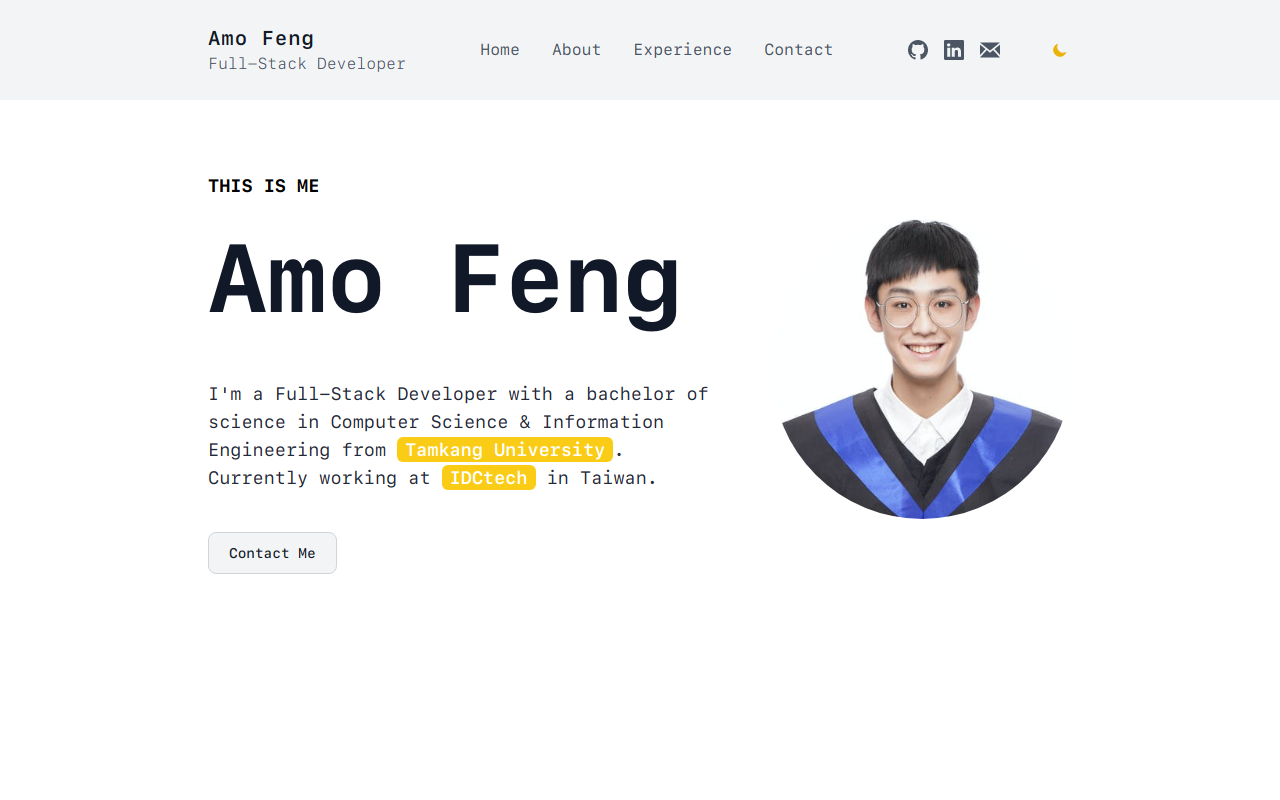 Amo Feng
Full-Stack Developer
Home About Experience Contact
THIS IS ME
Amo Feng
I'm a Full-Stack Developer with a bachelor of
science in Computer Science & Information
Engineering from Tamkang University.
Currently working at IDCtech in Taiwan.
Contact Me